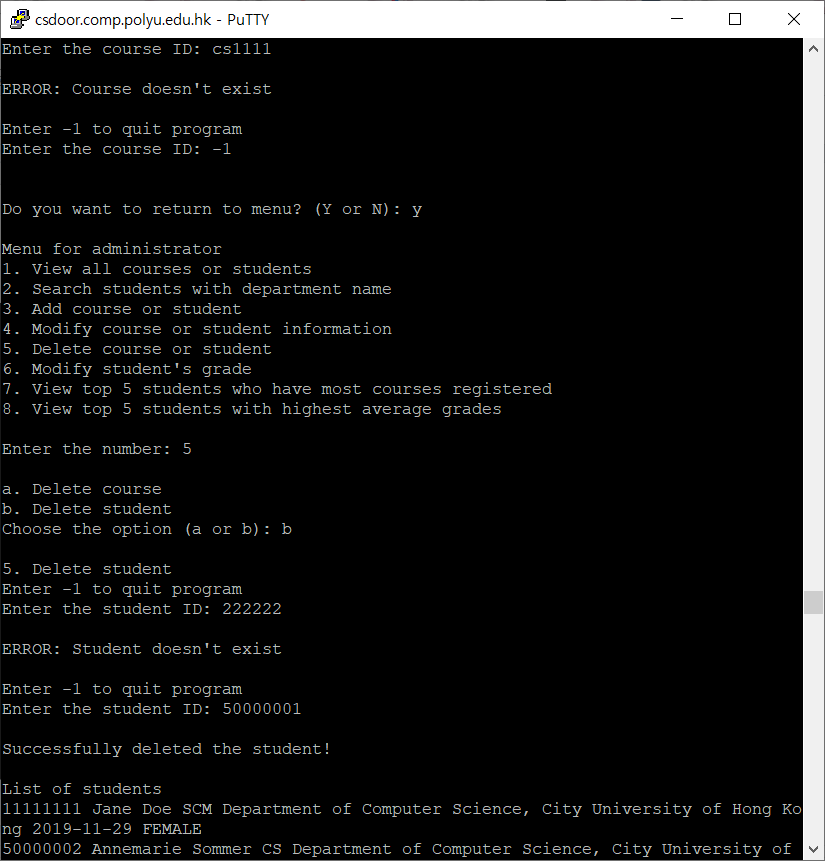 csdoor.comp.polyu.edu.hk - PuTTY
Enter the course ID: cs1111
ERROR: Course doesn't exist
Enter -1 to quit program
Enter the course ID: -1
Do you want to return to menu? (Y or N): y
Menu for administrator
1. View all courses or students
2. Search students with department name
3. Add course or student
4. Modify course or student information
5. Delete course or student
6. Modify student's grade
7. View top 5 students who have most courses registered
8. View top 5 students with highest average grades
Enter the number: 5
a. Delete course
b. Delete student
Choose the option (a or b): b
5. Delete student
Enter -1 to quit program
Enter the student ID: 222222
ERROR: Student doesn't exist
Enter -1 to quit program
Enter the student ID: 50000001
Successfully deleted the student!
List of students
11111111 Jane Doe SCM Department of Computer Science, City University of Hong Ko
ng 2019-11-29 FEMALE
50000002 Annemarie Sommer CS Department of Computer Science, City University of